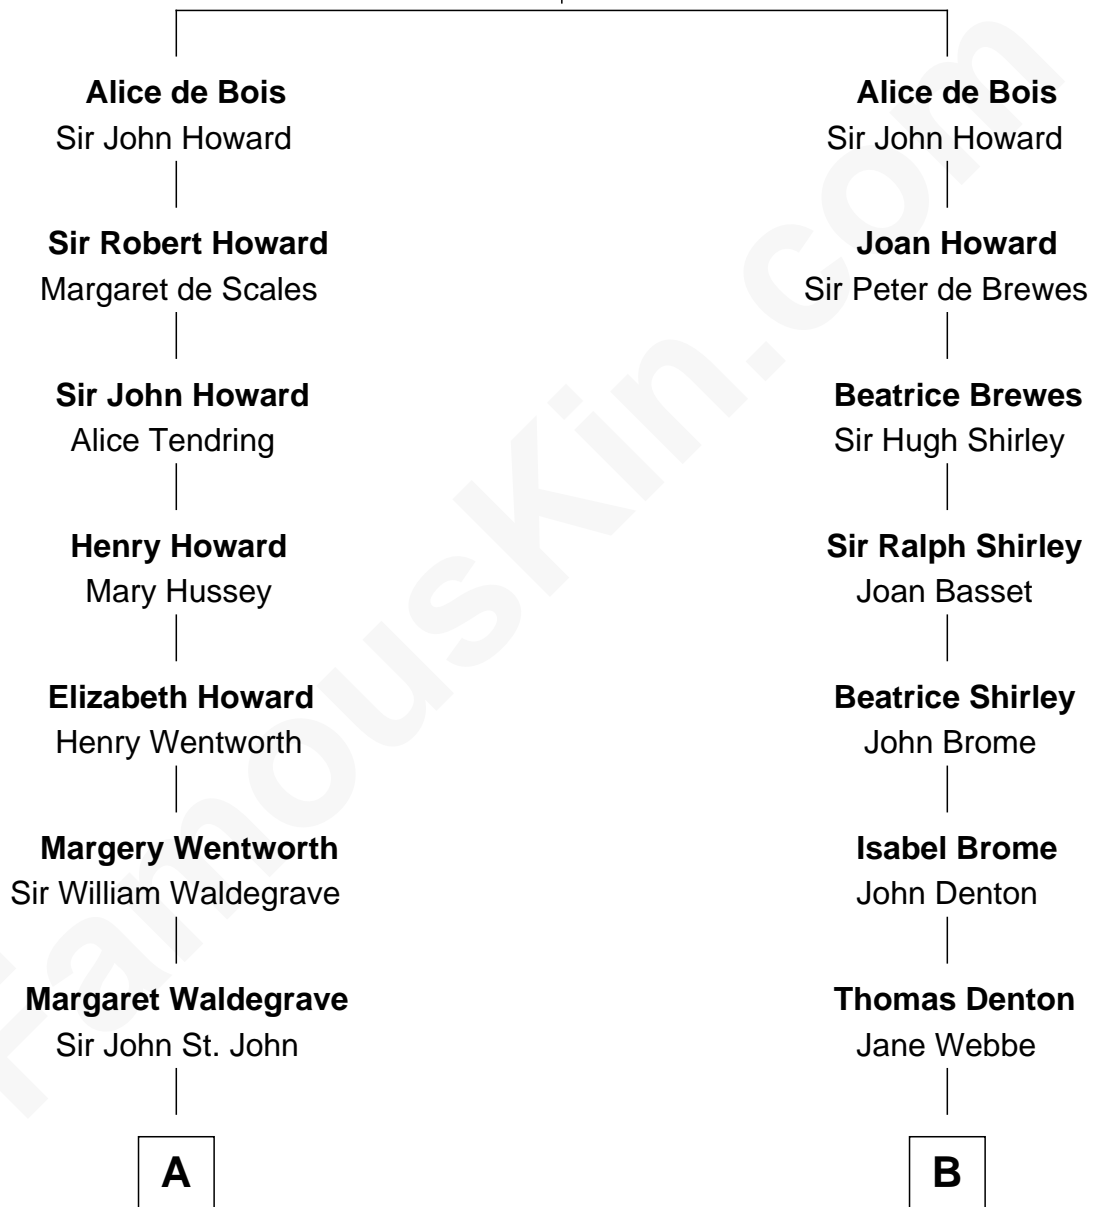 Alice de Bois
Sir John Howard
Sir Robert Howard
Margaret de Scales
Sir John Howard
Alice Tendring
Henry Howard
Mary Hussey
Elizabeth Howard
Henry Wentworth
Margery Wentworth
Sir William Waldegrave
Margaret Waldegrave
Sir John St. John
A
Alice de Bois
Sir John Howard
Joan Howard
Sir Peter de Brewes
Beatrice Brewes
Sir Hugh Shirley
Sir Ralph Shirley
Joan Basset
Beatrice Shirley
John Brome
Isabel Brome
John Denton
Thomas Denton
Jane Webbe
B
FamousKin.com